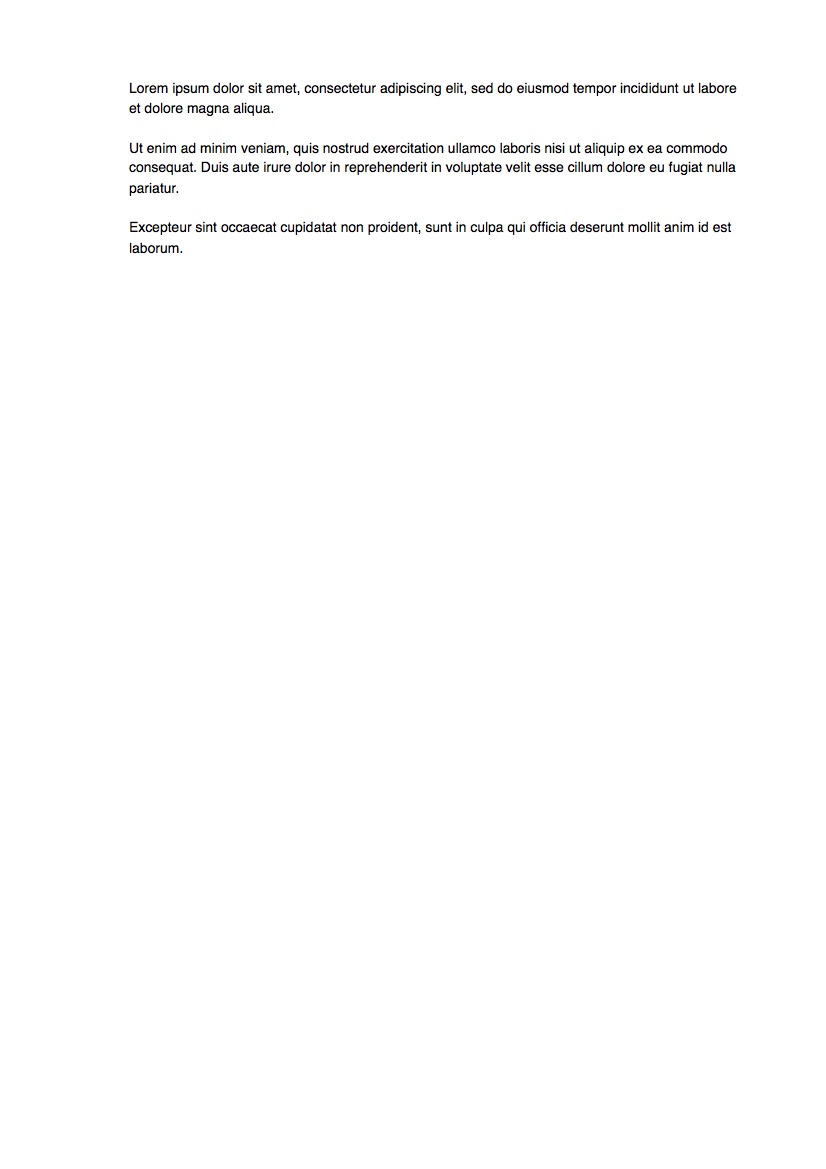 Lorem ipsum dolor sit amet, consectetur adipiscing elit, sed do eiusmod tempor incididunt ut labore
et dolore magna aliqua.
Ut enim ad minim veniam, quis nostrud exercitation ullamco laboris nisi ut aliquip ex ea commodo
consequat. Duis aute irure dolor in reprehenderit in voluptate velit esse cillum dolore eu fugiat nulla
pariatur.
Excepteur sint occaecat cupidatat non proident, sunt in culpa qui officia deserunt mollit anim id est
laborum.